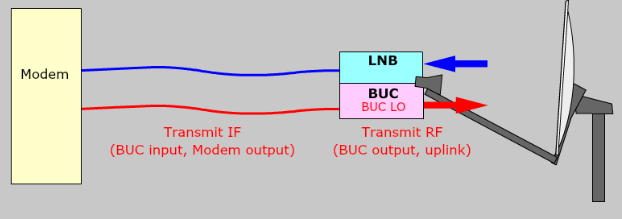 LNB
Modem
BUC
BUC LO
Transmit IF
(BUC input, Modem output)
Transmit RF
(BUC output, uplink)